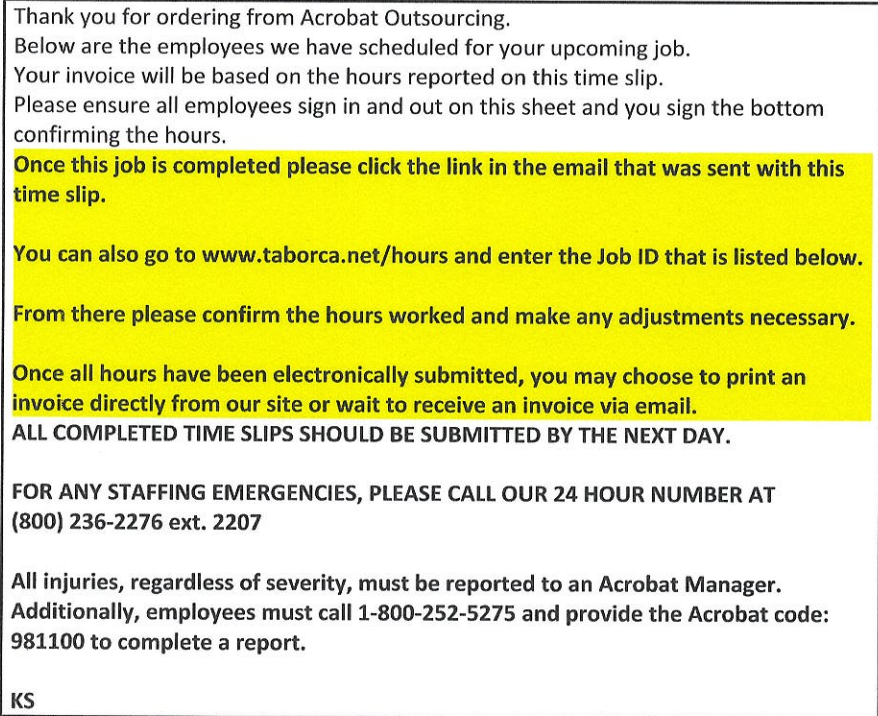 Thank you for ordering from Acrobat Outsourcing.
Below are the employees we have scheduled for your upcoming job.
Your invoice will be based on the hours reported on this time slip.
Please ensure all employees sign in and out on this sheet and you sign the bottom
confirming the hours.
Once this job is completed please click the link in the email that was sent with this
time slip.
You can also go to www.taborca.net/hours and enter the Job ID that is listed below.
From there please confirm the hours worked and make any adjustments necessary.
Once all hours have been electronically submitted, you may choose to print an
invoice directly from our site or wait to receive an invoice via email.
ALL COMPLETED TIME SLIPS SHOULD BE SUBMITTED BY THE NEXT DAY.
FOR ANY STAFFING EMERGENCIES, PLEASE CALL OUR 24 HOUR NUMBER AT
(800) 236-2276 ext. 2207
All injuries, regardless of severity, must be reported to an Acrobat Manager.
Additionally, employees must call 1-800-252-5275 and provide the Acrobat code:
981100 to complete a report.
KS